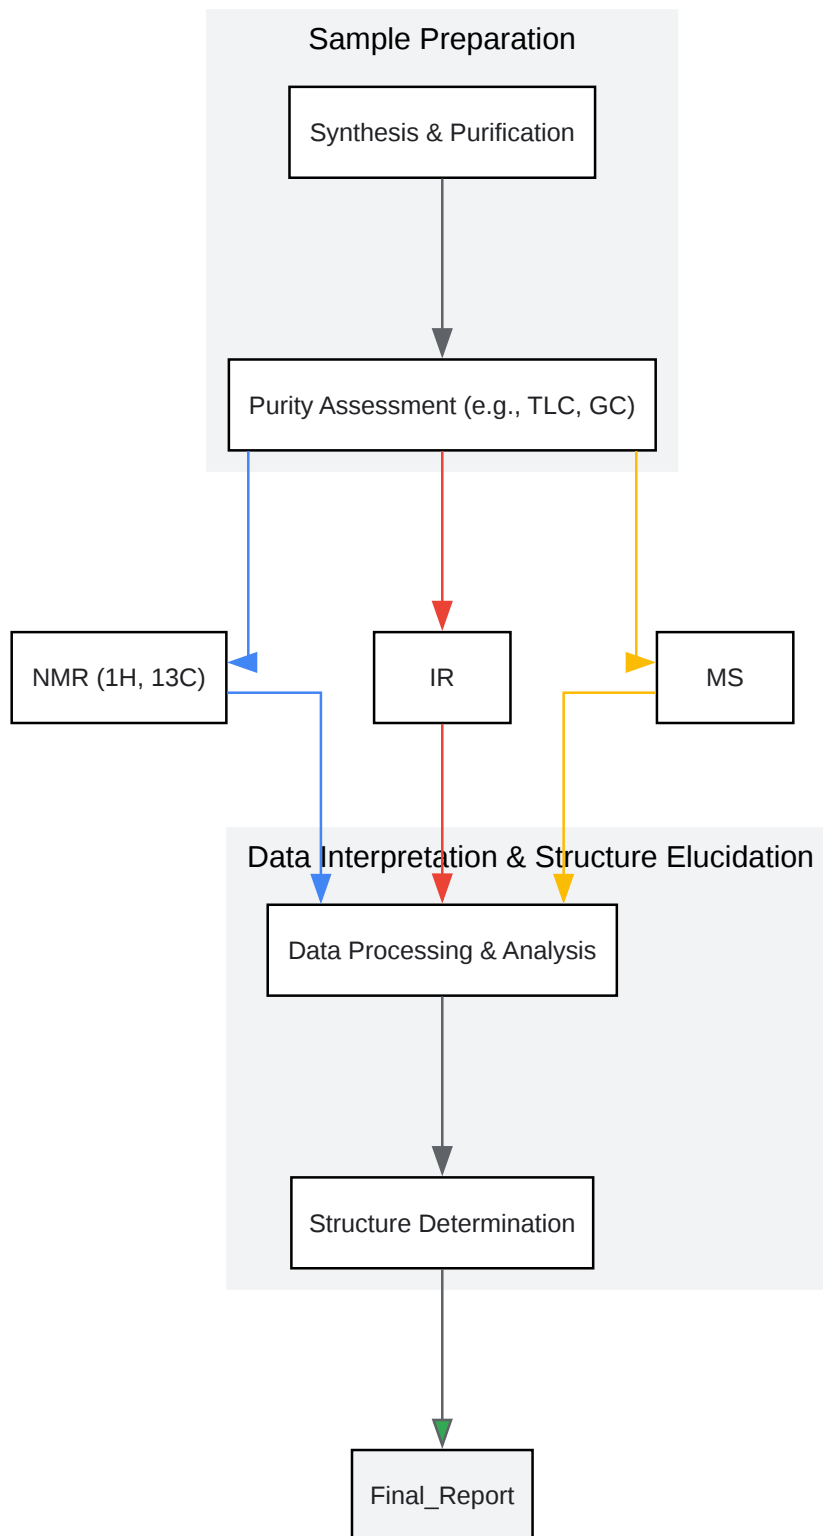 Sample Preparation
Synthesis & Purification
Purity Assessment (e.g., TLC, GC)
NMR (1H, 13C)
IR
MS
Data Interpretation & Structure Elucidation
Data Processing & Analysis
Structure Determination
Final_Report